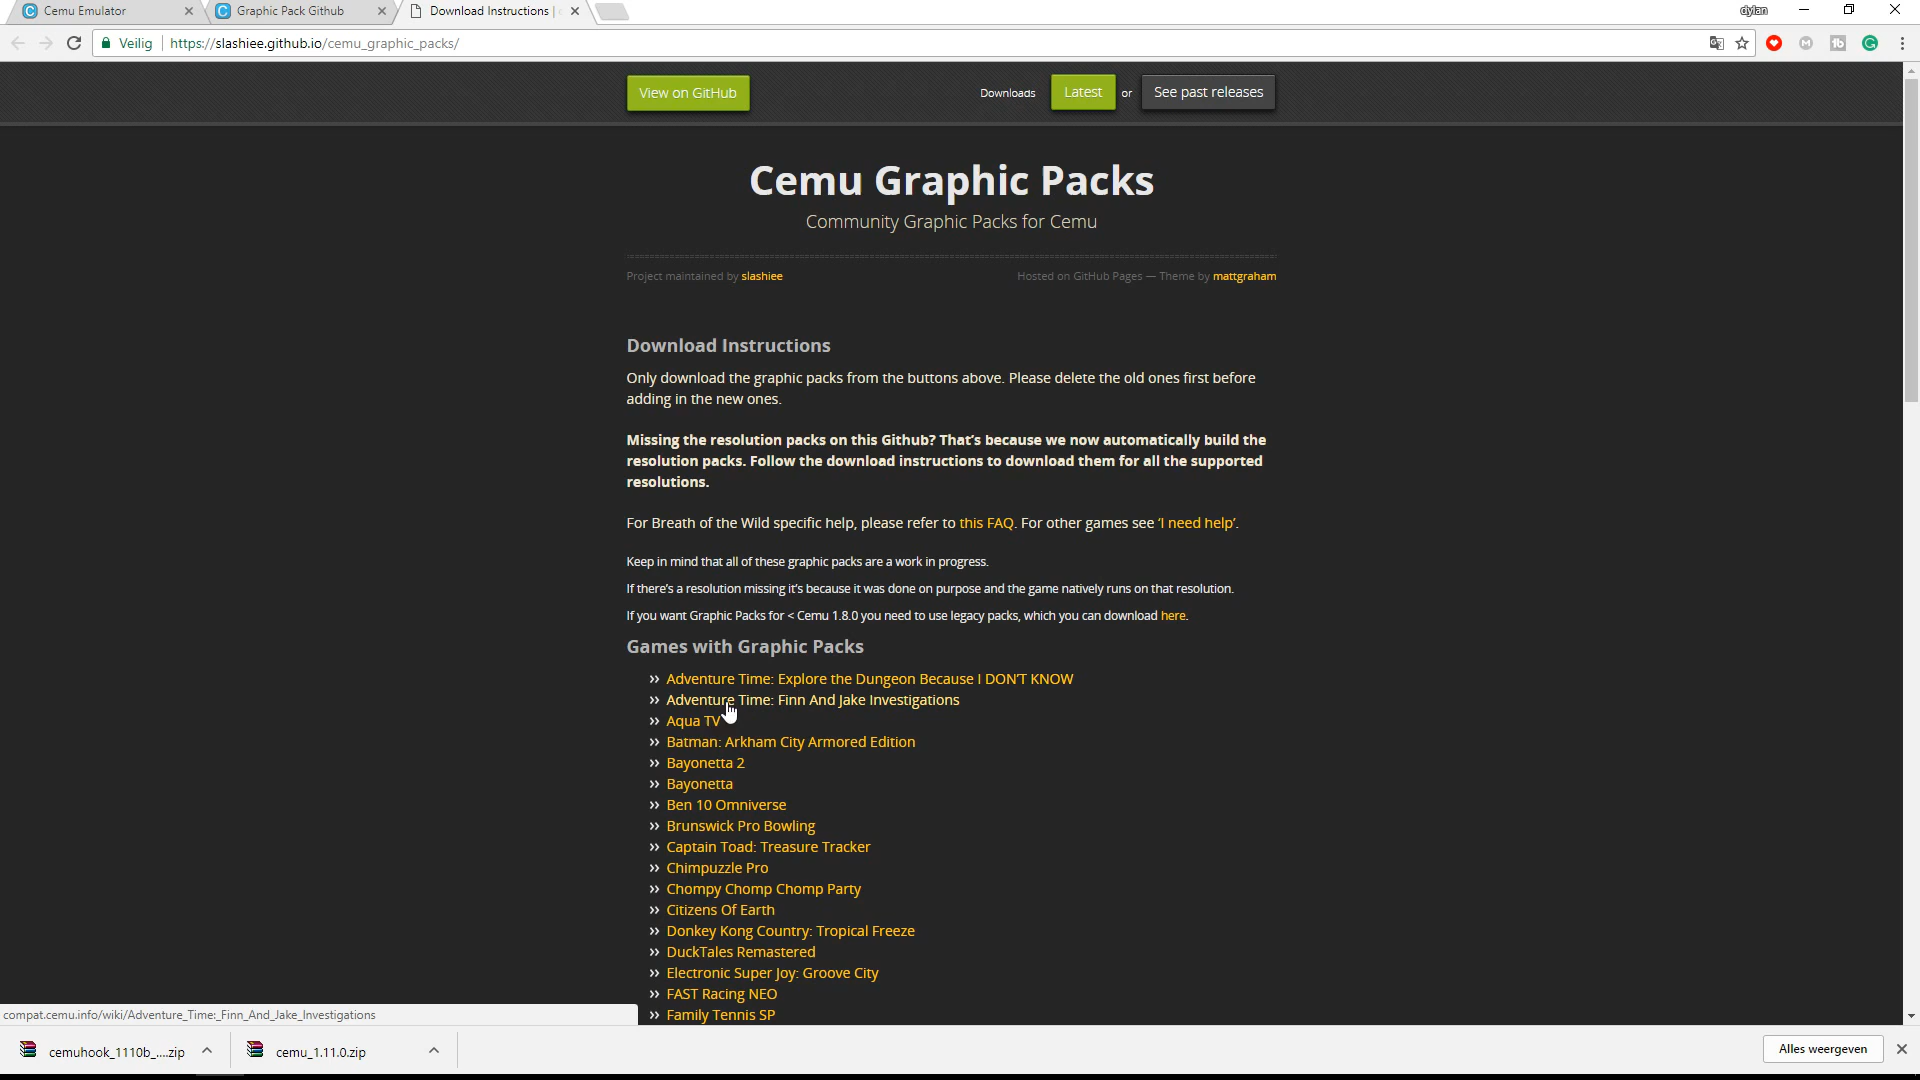 Cemu Emulator
Graphic Pack Github
Download Instructions |
dylan
Veilig
https://slashiee.github.io/cemu_graphic_packs/
View on GitHub
Downloads
Latest
or
See past releases
Cemu Graphic Packs
Community Graphic Packs for Cemu
Project maintained by slashiee
Hosted on GitHub Pages — Theme by mattgraham
Download Instructions
Only download the graphic packs from the buttons above. Please delete the old ones first before
adding in the new ones.
Missing the resolution packs on this Github? That's because we now automatically build the
resolution packs. Follow the download instructions to download them for all the supported
resolutions.
For Breath of the Wild specific help, please refer to this FAQ. For other games see 'I need help'.
Keep in mind that all of these graphic packs are a work in progress.
If there's a resolution missing it's because it was done on purpose and the game natively runs on that resolution.
If you want Graphic Packs for < Cemu 1.8.0 you need to use legacy packs, which you can download here.
Games with Graphic Packs
» Adventure Time: Explore the Dungeon Because I DON'T KNOW
» Adventure Time: Finn And Jake Investigations
» Aqua TV
» Batman: Arkham City Armored Edition
» Bayonetta 2
» Bayonetta
» Ben 10 Omniverse
» Brunswick Pro Bowling
» Captain Toad: Treasure Tracker
» Chimpuzzle Pro
» Chompy Chomp Chomp Party
» Citizens Of Earth
» Donkey Kong Country: Tropical Freeze
» DuckTales Remastered
» Electronic Super Joy: Groove City
» FAST Racing NEO
» Family Tennis SP
compat.cemu.info/wiki/Adventure_Time:_Finn_And_Jake_Investigations
cemuhook_1110b_....zip
cemu_1.11.0.zip
Alles weergeven